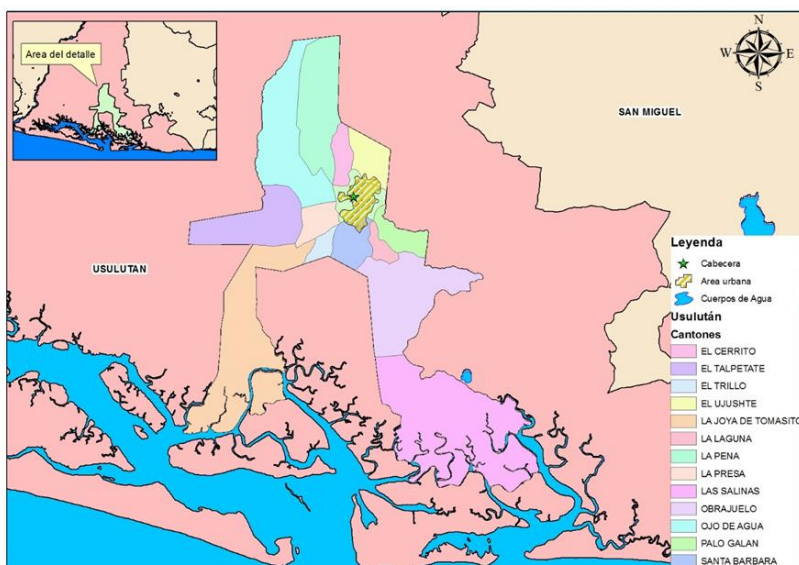 Area del detalle
N
W
E
S
SAN MIGUEL
USULUTAN
Leyenda
Cabecera
Area urbana
Cuerpos de Agua
Usulután
Cantones
EL CERRITO
EL TALPETATE
EL TRILLO
EL UJUSHTE
LA JOYA DE TOMASITO
LA LAGUNA
LA PENA
LA PRESA
LAS SALINAS
OBRAJUELO
OJO DE AGUA
PALO GALAN
SANTA BARBARA